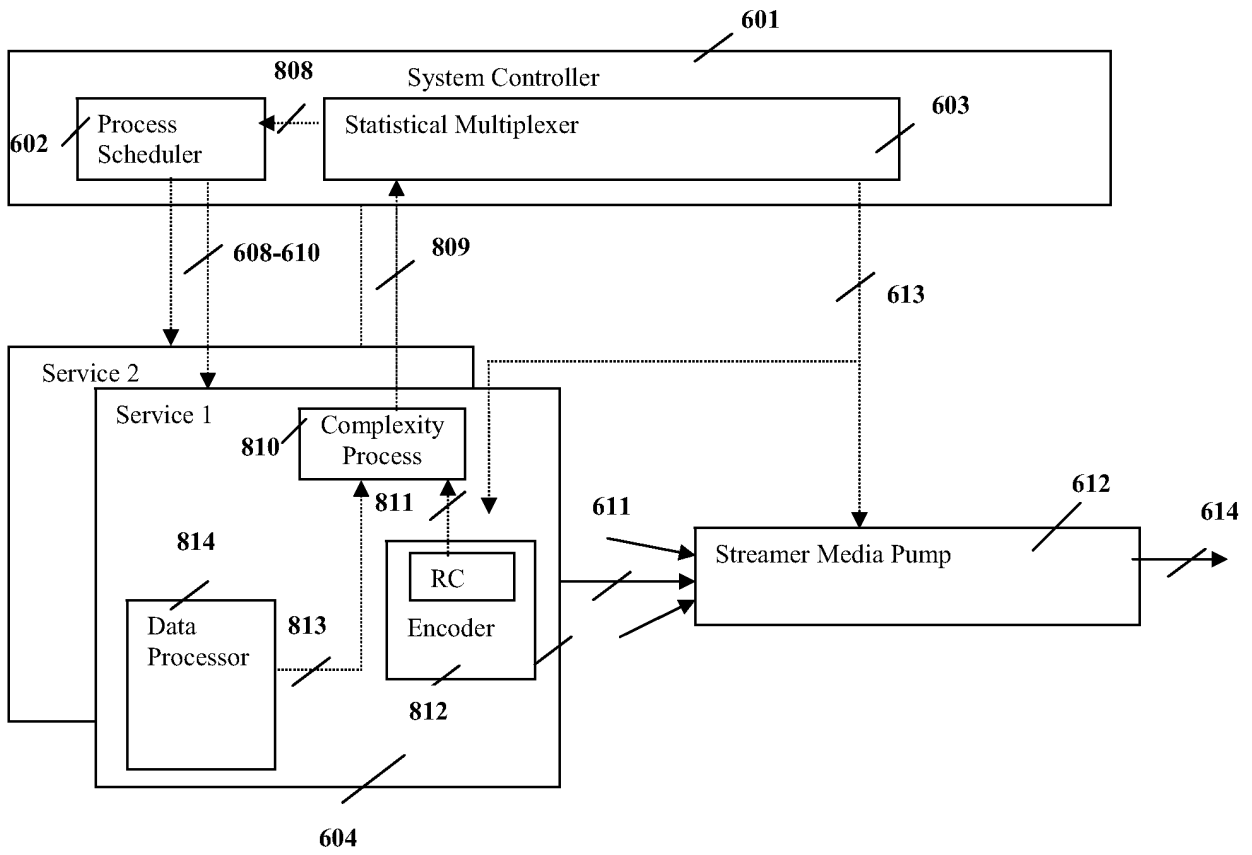 601
System Controller
808
602
Process
Scheduler
Statistical Multiplexer
603
608-610
809
613
Service 2
Service 1
810
Complexity
Process
811
611
612
614
Streamer Media Pump
814
RC
Encoder
Data
Processor
813
812
604